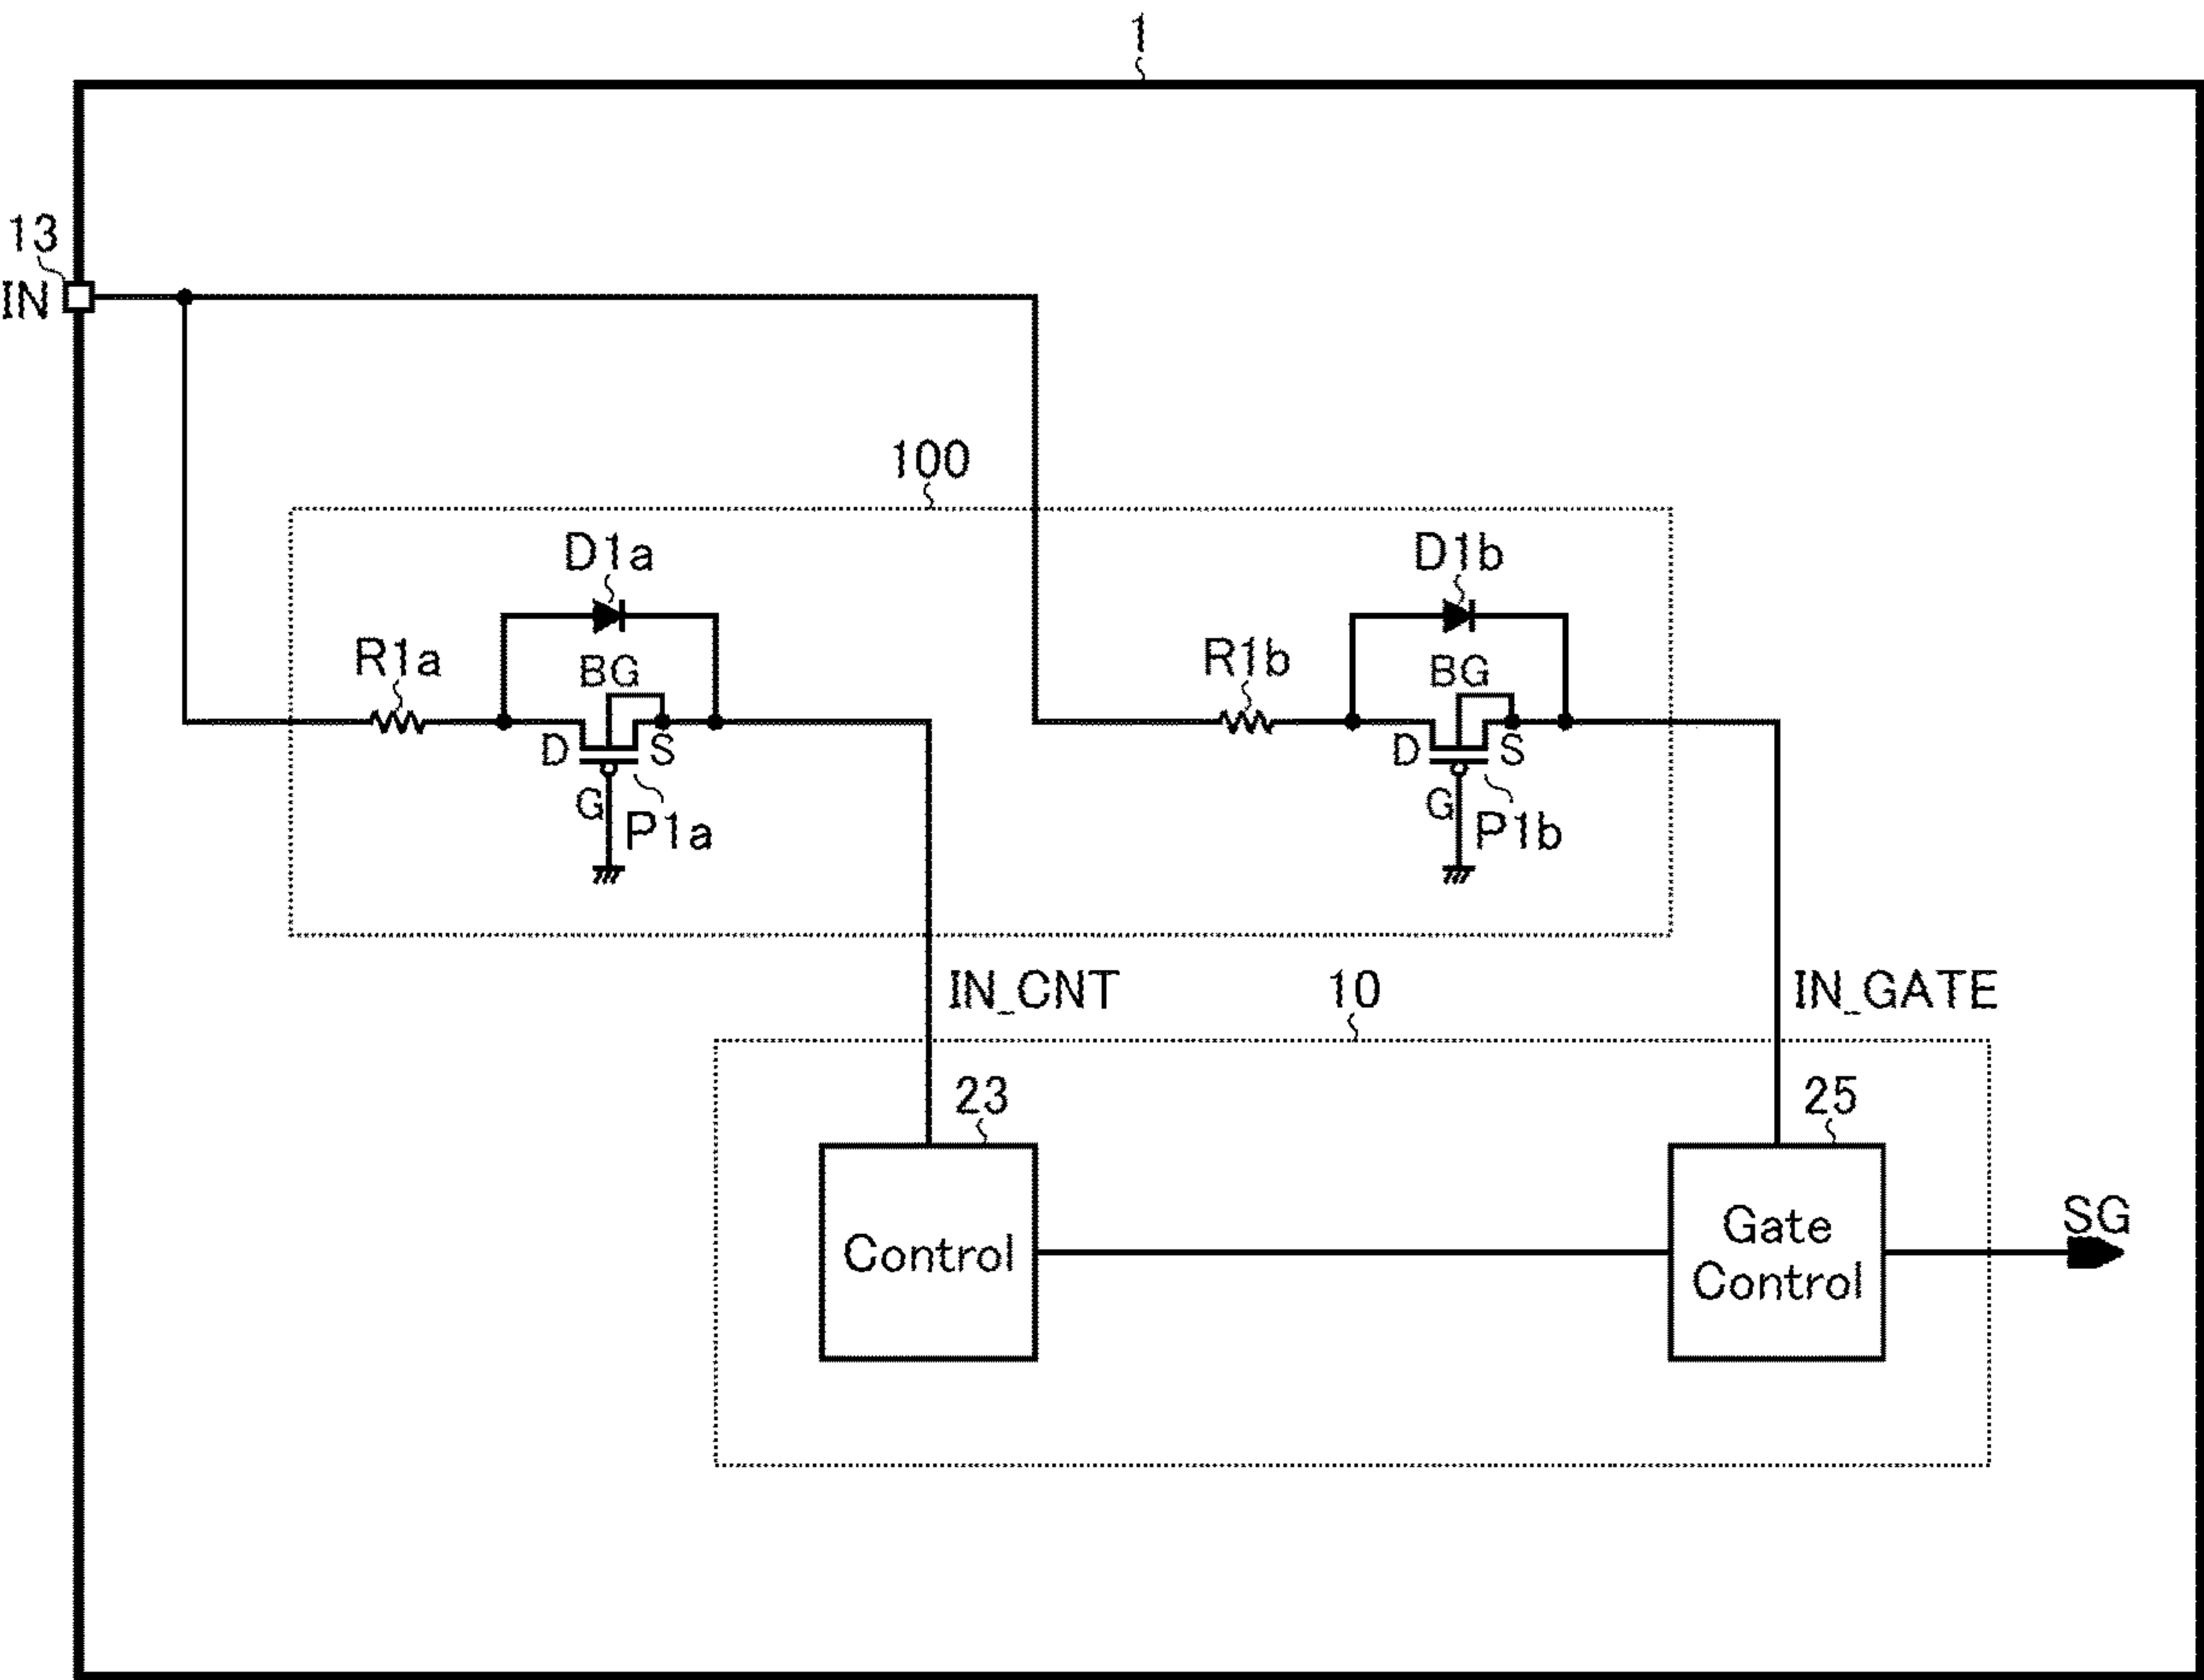 1
13
IN
100
D1a
D1b
R1a
BG
R1b
BG
D
S
D
S
G
P1a
G
P1b
IN_CNT
10
IN_GATE
23
25
SG
Control
Gate
Control